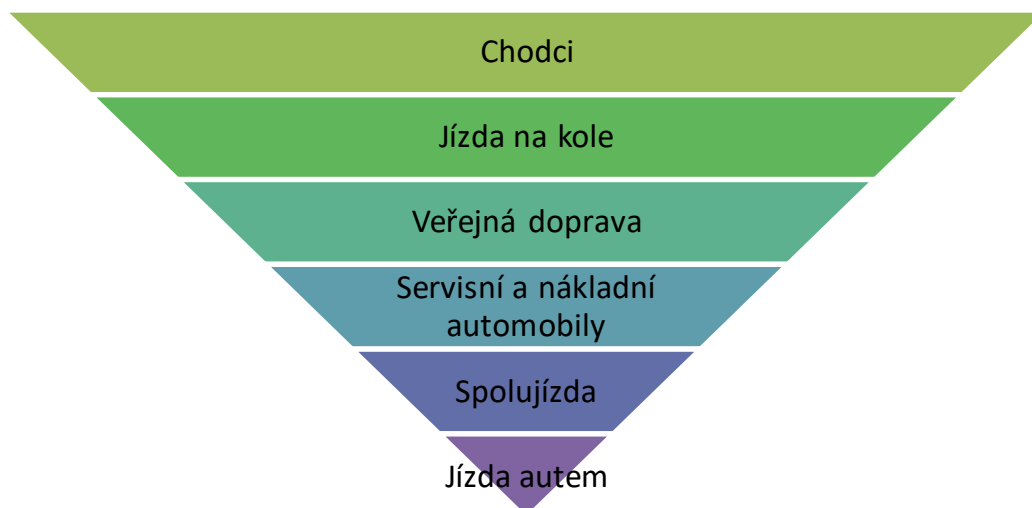 Chodci
Jízda na kole
Veřejná doprava
Servisní a nákladní
automobily
Spolujízda
Jízda autem